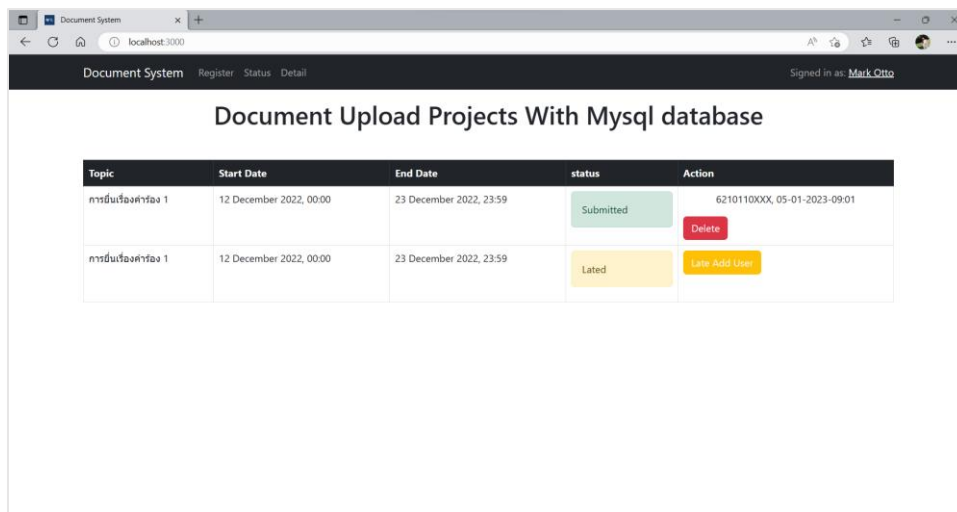 Document System
localhost:3000
Document System Register Status Detail Signed in as: Mark Otto
Document Upload Projects With Mysql database
Topic Start Date End Date status Action
การยื่นเรื่องคำร้อง 1 12 December 2022, 00:00 23 December 2022, 23:59 Submitted 6210110XXX, 05-01-2023-09:01
Delete
การยื่นเรื่องคำร้อง 1 12 December 2022, 00:00 23 December 2022, 23:59 Lated Late Add User